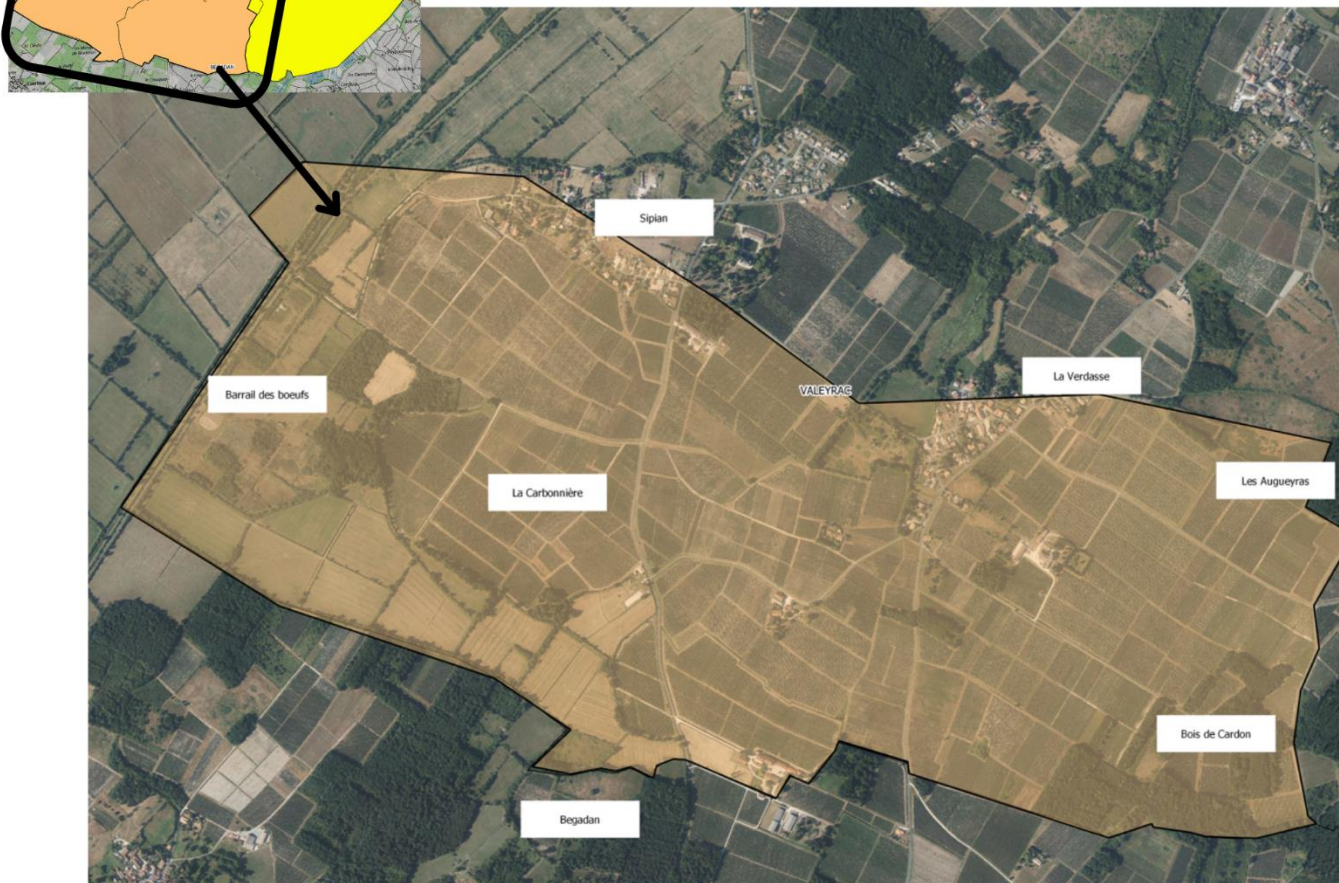 Sipian
La Verdasse
VALEYRAC
Barrail des boeufs
La Carbonnière
Les Augueyras
Bois de Cardon
Begadan